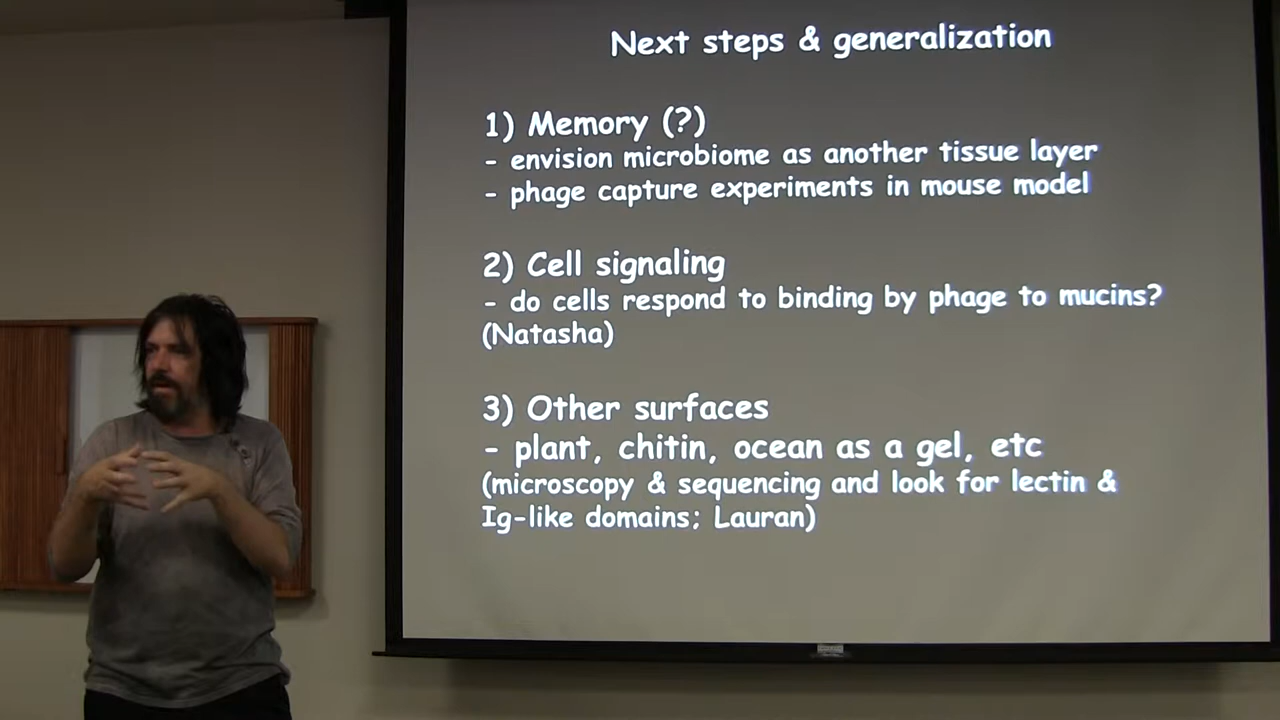 Next steps & generalization
1) Memory (?)
- envision microbiome as another tissue layer
- phage capture experiments in mouse model
2) Cell signaling
- do cells respond to binding by phage to mucins?
(Natasha)
3) Other surfaces
- plant, chitin, ocean as a gel, etc
(microscopy & sequencing and look for lectin &
Ig-like domains; Lauran)